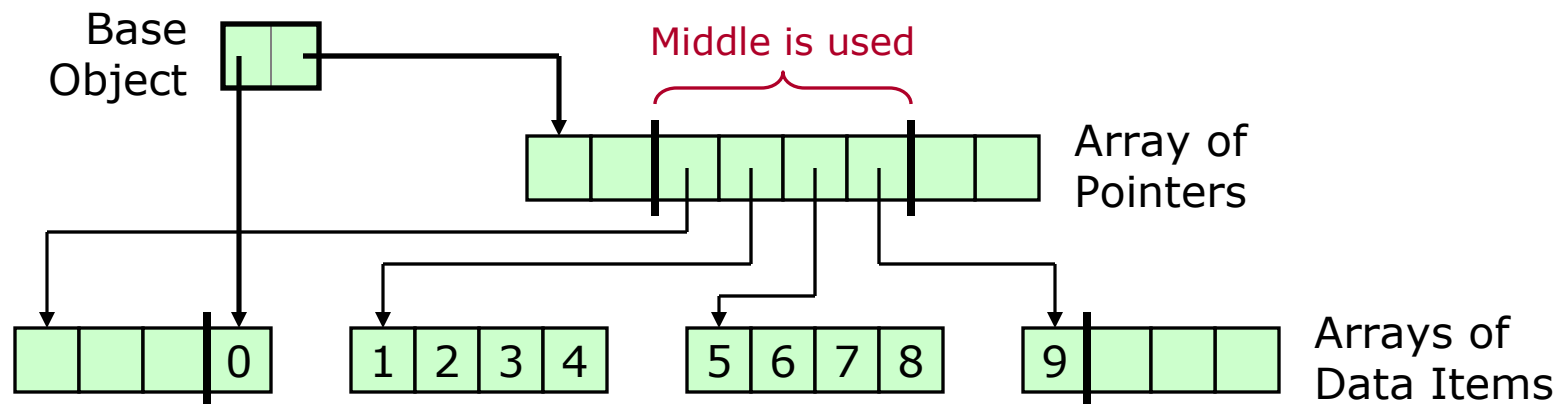 Base
Object
Middle is used
Array of
Pointers
0
1 2 3 4
5 6 7 8
9
Arrays of
Data Items